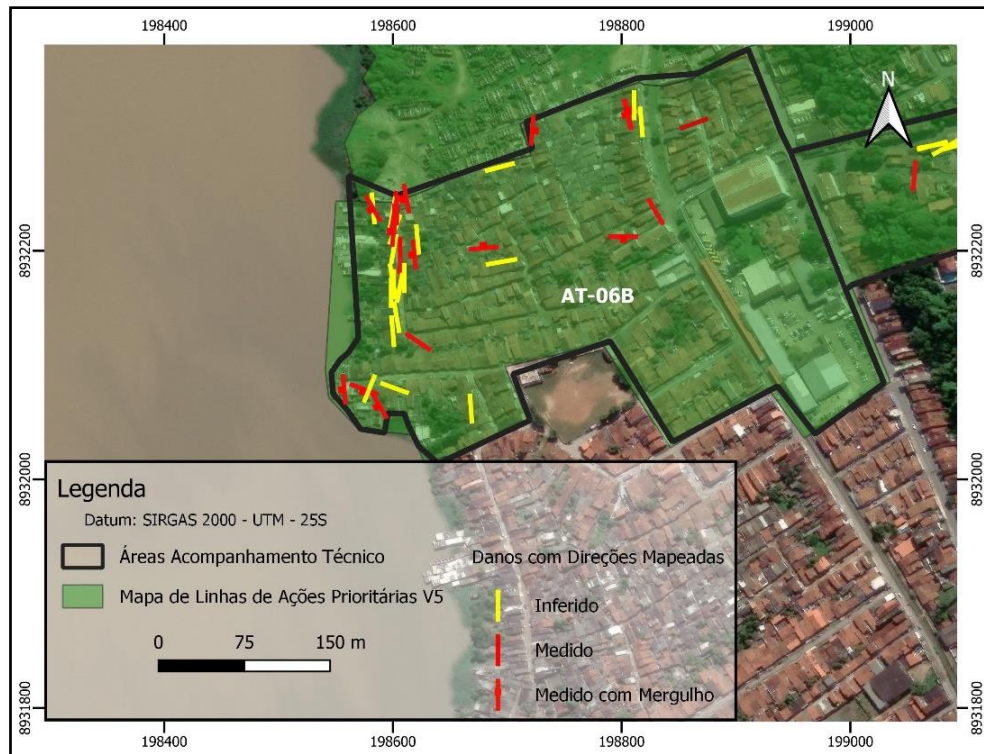 198400 198600 198800 199000
N
8932200 8932200
AT-06B
8932000 8932000
Legenda
Datum: SIRGAS 2000 - UTM - 25S
Áreas Acompanhamento Técnico
Danos com Direções Mapeadas
Mapa de Linhas de Ações Prioritárias V5
Inferido
0 75 150 m
Medido
Medido com Mergulho
8931800 8931800
198400 198600 198800 199000